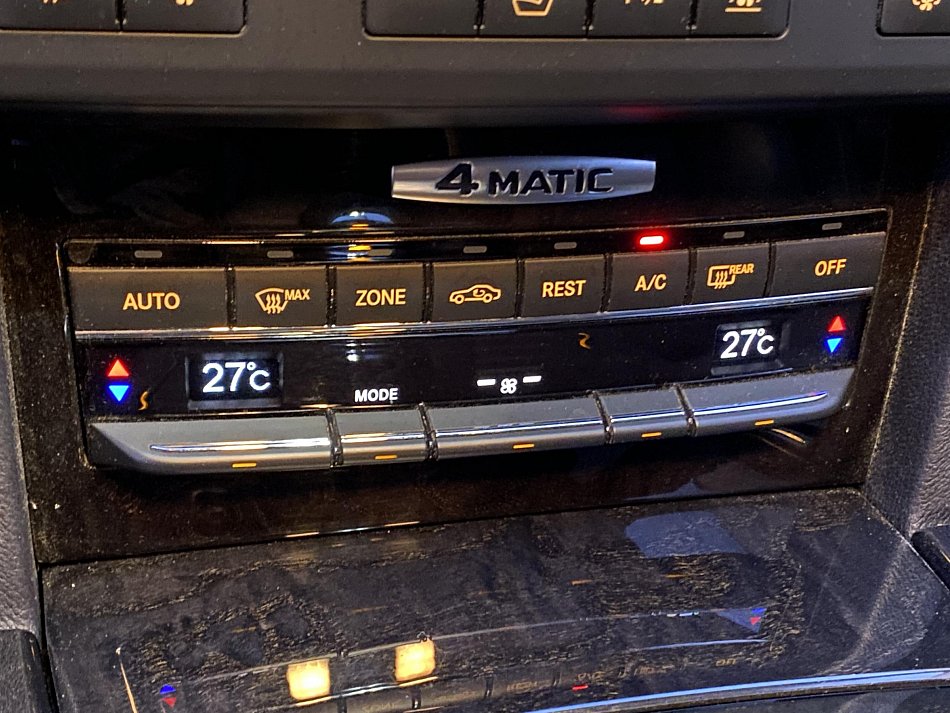 4MATIC
AUTO MAX ZONE REST A/C REAR OFF
27°C MODE 27°C